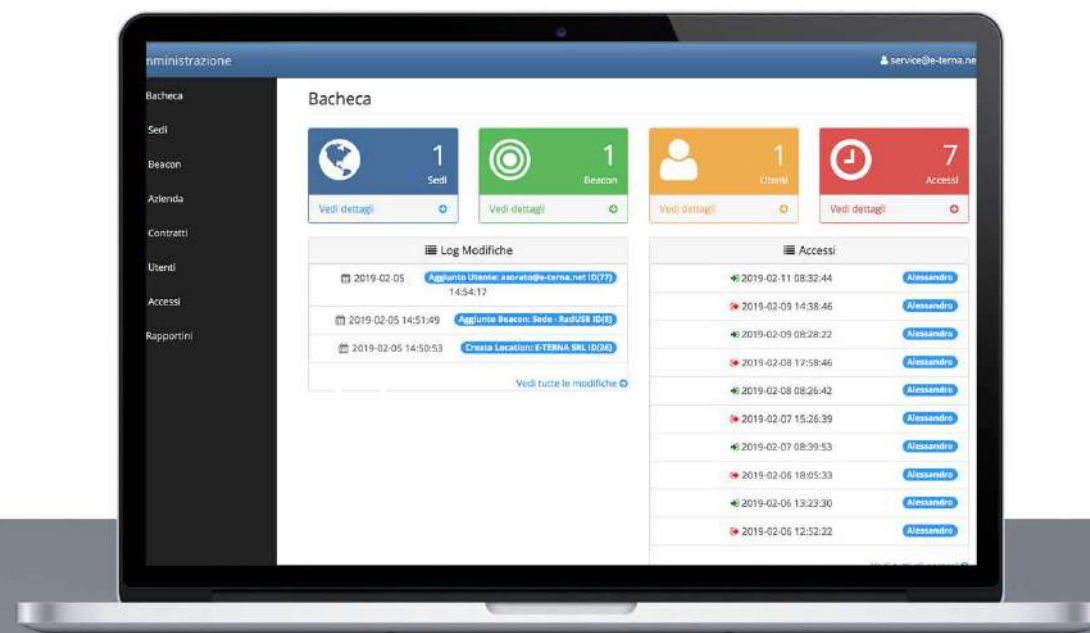 mministrazione
service@e-terna.ne
Bacheca
Sedi
Beacon
Azienda
Contratti
Utenti
Accessi
Rapportini
Bacheca
1
Sedi
Vedi dettagli
1
Beacon
Vedi dettagli
1
Utenti
Vedi dettagli
7
Accessi
Vedi dettagli
Log Modifiche
2019-02-05 Aggiunto Utente: asorato@e-terna.net ID(77)
14:54:17
2019-02-05 14:51:49 Aggiunto Beacon: Sede - RadUSB ID(8)
2019-02-05 14:50:53 Creata Location: E-TERNA SRL ID(26)
Vedi tutte le modifiche
Accessi
2019-02-11 08:32:44 Alessandro
2019-02-09 14:38:46 Alessandro
2019-02-09 08:28:22 Alessandro
2019-02-08 17:58:46 Alessandro
2019-02-08 08:26:42 Alessandro
2019-02-07 15:26:39 Alessandro
2019-02-07 08:39:53 Alessandro
2019-02-06 18:05:33 Alessandro
2019-02-06 13:23:30 Alessandro
2019-02-06 12:52:22 Alessandro